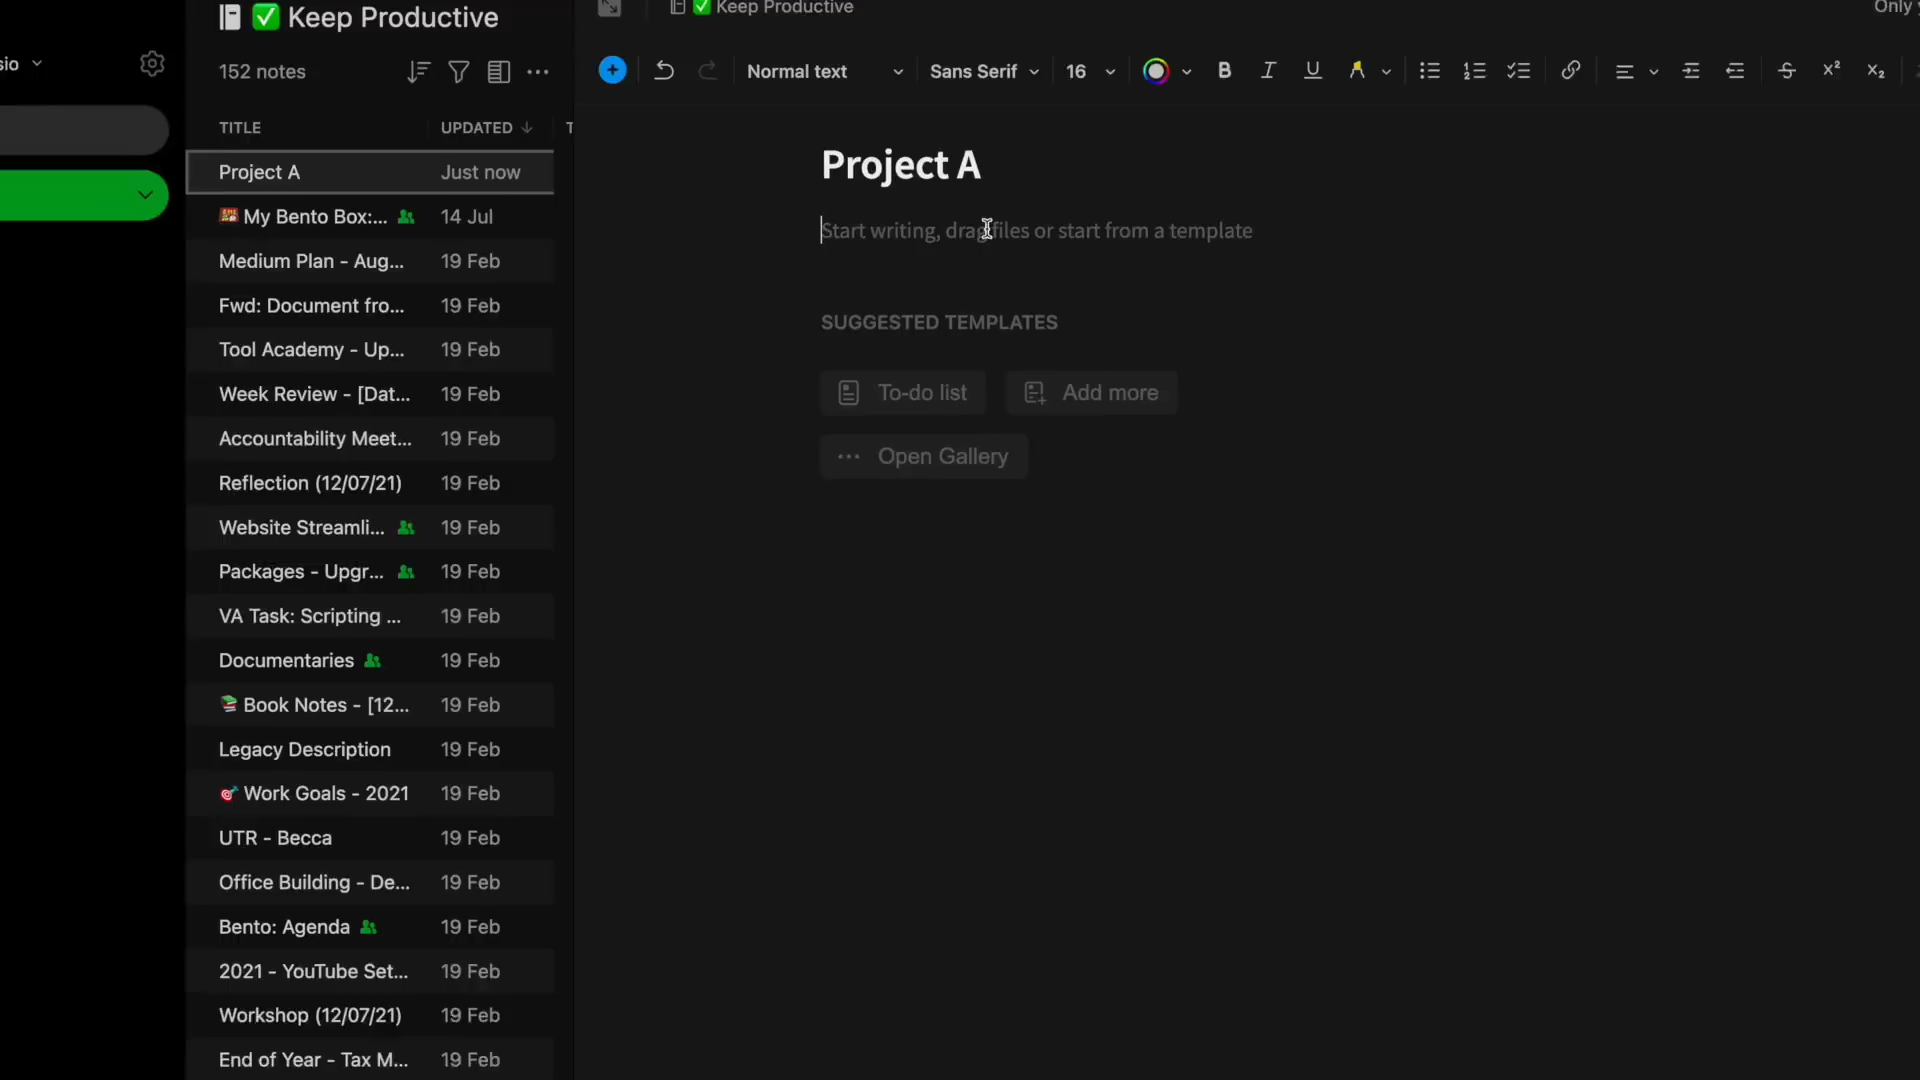 ✅ Keep Productive
152 notes
TITLE UPDATED ↓ T
Project A Just now
My Bento Box:... 14 Jul
Medium Plan - Aug... 19 Feb
Fwd: Document fro... 19 Feb
Tool Academy - Up... 19 Feb
Week Review - [Dat... 19 Feb
Accountability Meet... 19 Feb
Reflection (12/07/21) 19 Feb
Website Streamli... 19 Feb
Packages - Upgr... 19 Feb
VA Task: Scripting ... 19 Feb
Documentaries 19 Feb
📚 Book Notes - [12... 19 Feb
Legacy Description 19 Feb
🎯 Work Goals - 2021 19 Feb
UTR - Becca 19 Feb
Office Building - De... 19 Feb
Bento: Agenda 19 Feb
2021 - YouTube Set... 19 Feb
Workshop (12/07/21) 19 Feb
End of Year - Tax M... 19 Feb
sio
✅ Keep Productive
Only
Normal text Sans Serif 16 B I U A S X² X₂
Project A
Start writing, drag files or start from a template
SUGGESTED TEMPLATES
To-do list Add more
... Open Gallery